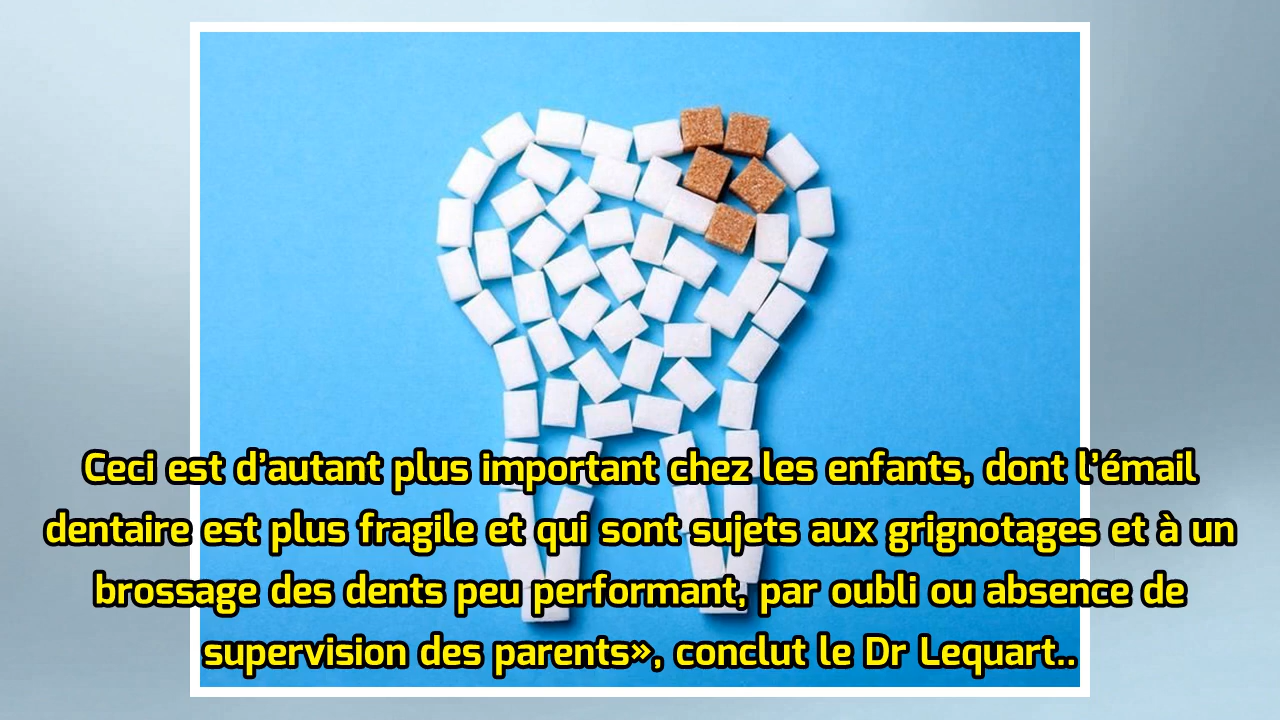 Ceci est d’autant plus important chez les enfants, dont l’émail
dentaire est plus fragile et qui sont sujets aux grignotages et à un
brossage des dents peu performant, par oubli ou absence de
supervision des parents», conclut le Dr Lequart..